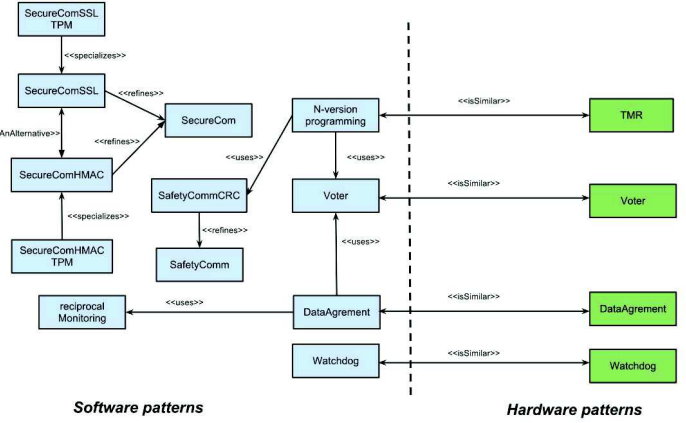 SecureComSSL
TPM
<<specializes>>
SecureComSSL
<<refines>>
SecureCom
N-version
programming
<<isSimilar>>
TMR
AnAlternative>>
<<refines>>
<<uses>>
<<uses>>
SecureComHMAC
SafetyCommCRC
Voter
<<isSimilar>>
Voter
<<specializes>>
<<refines>>
<<uses>>
SecureComHMAC
TPM
SafetyComm
reciprocal
Monitoring
<<uses>>
DataAgrement
<<isSimilar>>
DataAgrement
Watchdog
<<isSimilar>>
Watchdog
Software patterns
Hardware patterns